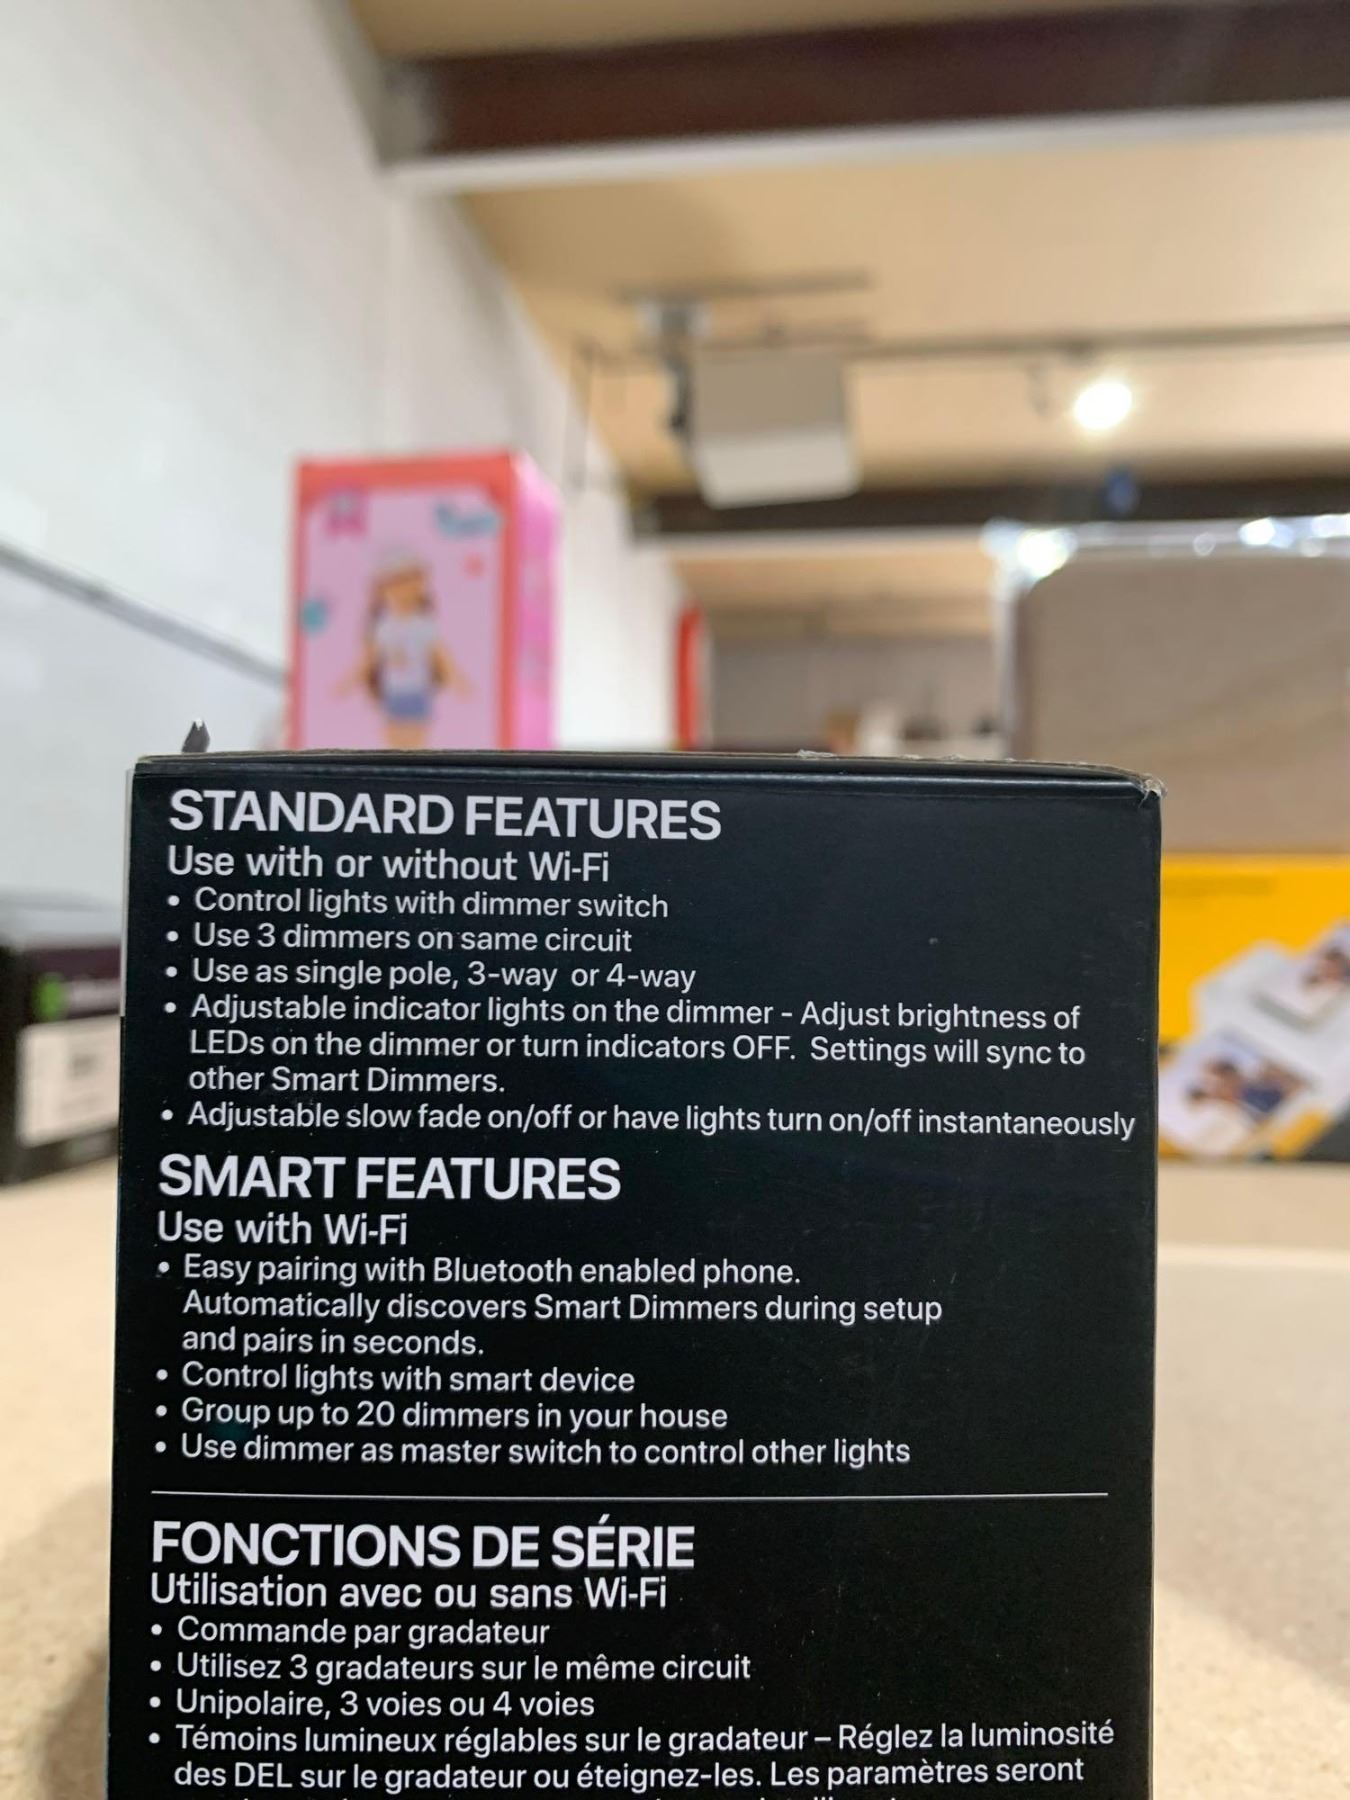 STANDARD FEATURES
Use with or without Wi-Fi
• Control lights with dimmer switch
• Use 3 dimmers on same circuit
• Use as single pole, 3-way or 4-way
• Adjustable indicator lights on the dimmer - Adjust brightness of
LEDs on the dimmer or turn indicators OFF. Settings will sync to
other Smart Dimmers.
• Adjustable slow fade on/off or have lights turn on/off instantaneously
SMART FEATURES
Use with Wi-Fi
• Easy pairing with Bluetooth enabled phone.
Automatically discovers Smart Dimmers during setup
and pairs in seconds.
• Control lights with smart device
• Group up to 20 dimmers in your house
• Use dimmer as master switch to control other lights
FONCTIONS DE SÉRIE
Utilisation avec ou sans Wi-Fi
• Commande par gradateur
• Utilisez 3 gradateurs sur le même circuit
• Unipolaire, 3 voies ou 4 voies
• Témoins lumineux réglables sur le gradateur – Réglez la luminosité
des DEL sur le gradateur ou éteignez-les. Les paramètres seront